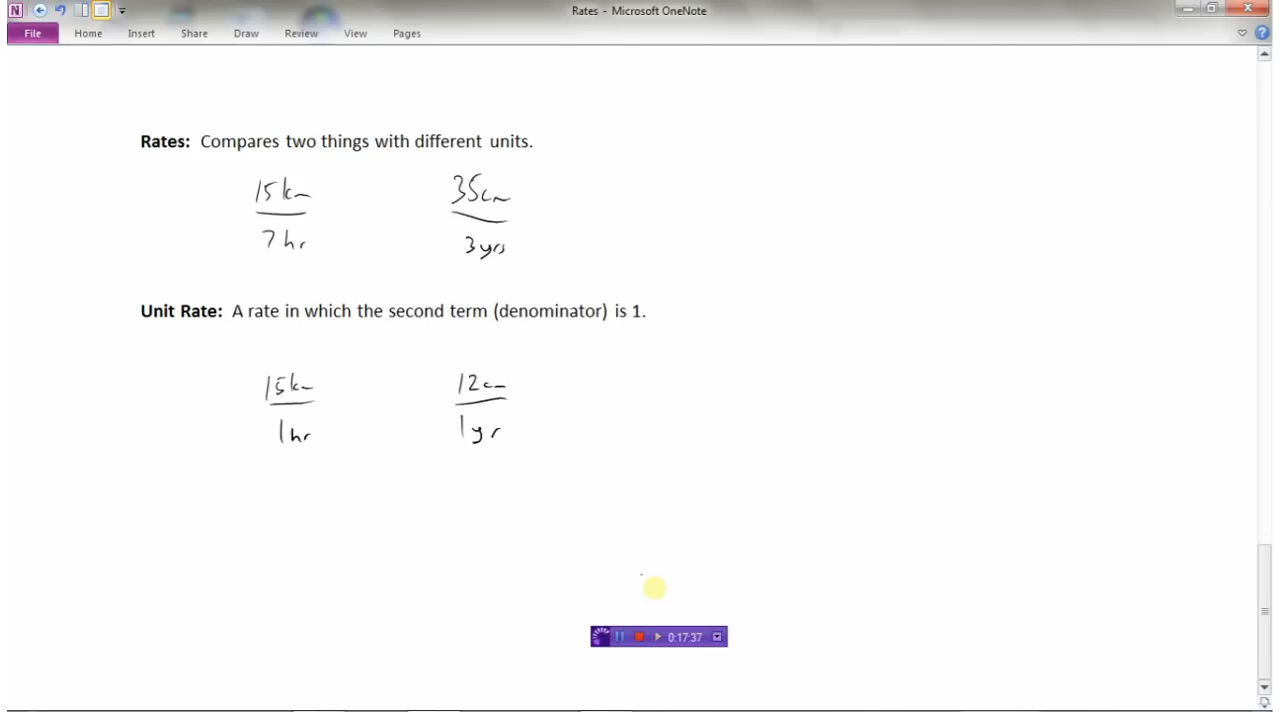 Rates - Microsoft OneNote
File Home Insert Share Draw Review View Pages
Rates: Compares two things with different units.
15km 35cm
7hr 3yrs
Unit Rate: A rate in which the second term (denominator) is 1.
15km 12cm
1hr 1yr
0:17:37